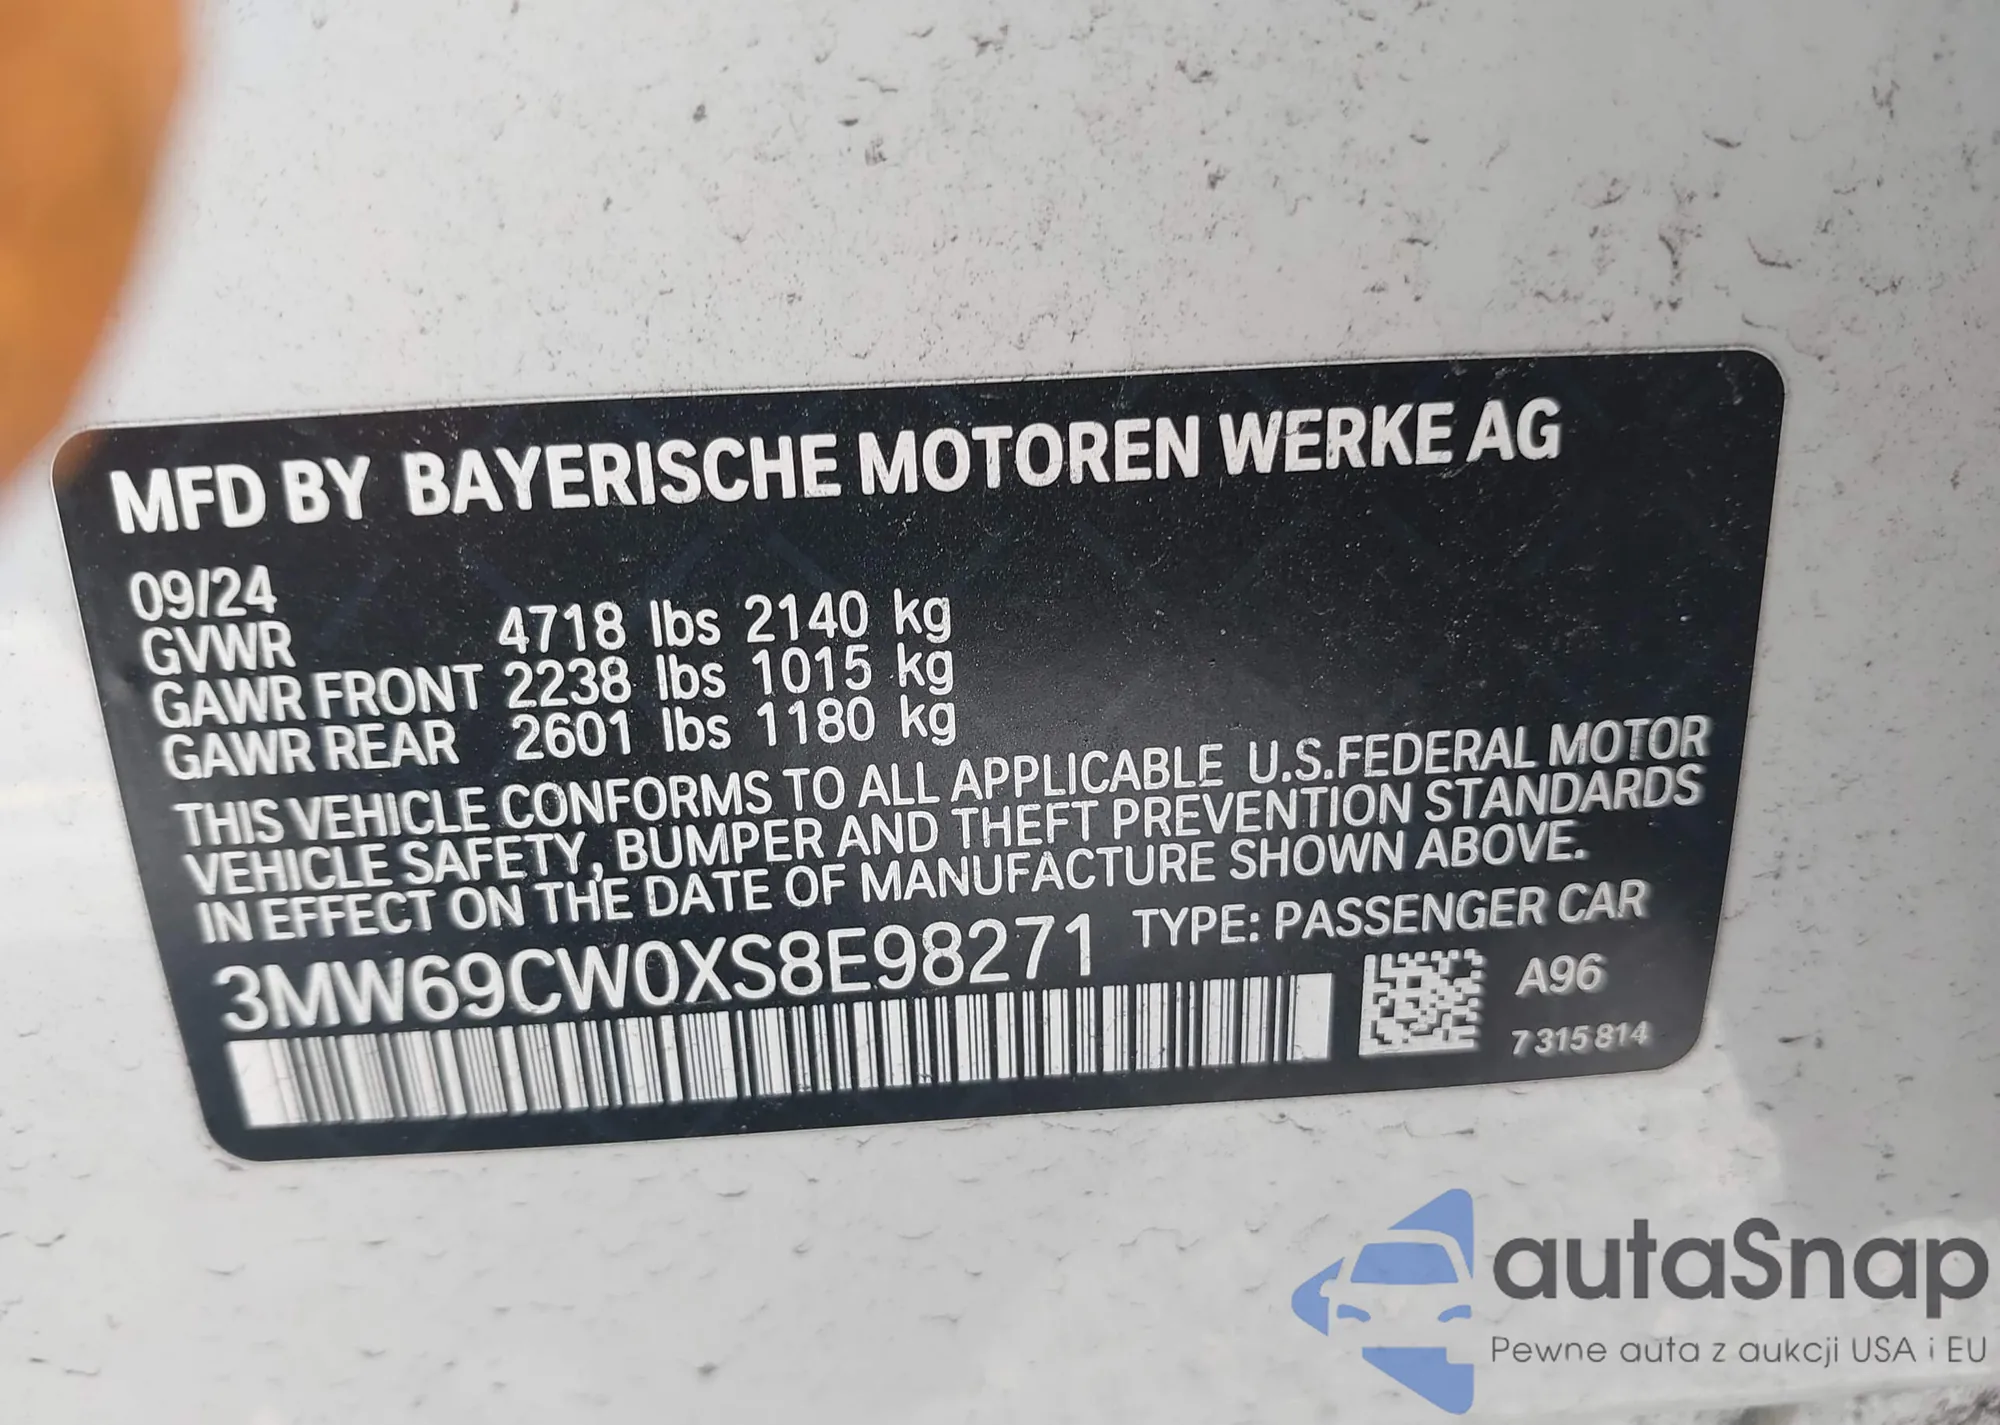 MFD BY BAYERISCHE MOTOREN WERKE AG
09/24
GVWR 4718 lbs 2140 kg
GAWR FRONT 2238 lbs 1015 kg
GAWR REAR 2601 lbs 1180 kg
THIS VEHICLE CONFORMS TO ALL APPLICABLE U.S.FEDERAL MOTOR
VEHICLE SAFETY, BUMPER AND THEFT PREVENTION STANDARDS
IN EFFECT ON THE DATE OF MANUFACTURE SHOWN ABOVE.
3MW69CW0XS8E98271 TYPE: PASSENGER CAR
A96
7 315 814
autaSnap
Pewne auta z aukcji USA i EU